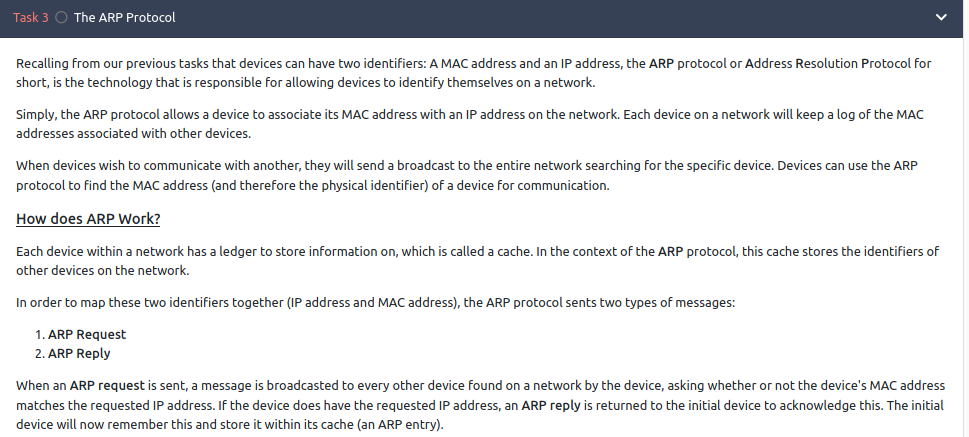 Task 3 The ARP Protocol
Recalling from our previous tasks that devices can have two identifiers: A MAC address and an IP address, the ARP protocol or Address Resolution Protocol for
short, is the technology that is responsible for allowing devices to identify themselves on a network.
Simply, the ARP protocol allows a device to associate its MAC address with an IP address on the network. Each device on a network will keep a log of the MAC
addresses associated with other devices.
When devices wish to communicate with another, they will send a broadcast to the entire network searching for the specific device. Devices can use the ARP
protocol to find the MAC address (and therefore the physical identifier) of a device for communication.
How does ARP Work?
Each device within a network has a ledger to store information on, which is called a cache. In the context of the ARP protocol, this cache stores the identifiers of
other devices on the network.
In order to map these two identifiers together (IP address and MAC address), the ARP protocol sents two types of messages:
1. ARP Request
2. ARP Reply
When an ARP request is sent, a message is broadcasted to every other device found on a network by the device, asking whether or not the device's MAC address
matches the requested IP address. If the device does have the requested IP address, an ARP reply is returned to the initial device to acknowledge this. The initial
device will now remember this and store it within its cache (an ARP entry).